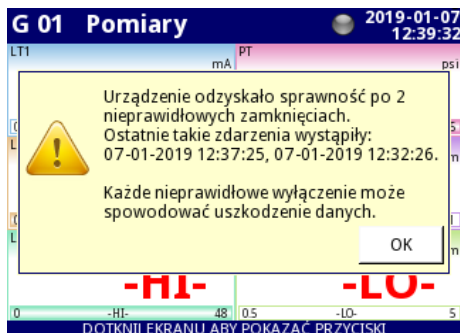 G 01 Pomiary
2019-01-07
12:39:32
LT1
mA
PT
psi
Urządzenie odzyskało sprawność po 2
nieprawidłowych zamknięciach.
Ostatnie takie zdarzenia wystąpiły:
07-01-2019 12:37:25, 07-01-2019 12:32:26.
Każde nieprawidłowe wyłączenie może
spowodować uszkodzenie danych.
OK
-HI- -LO-
0 -HI- 48 0.5 -LO- 5
DOTKNIJ EKRANU ABY POKAZAĆ PRZYCISKI